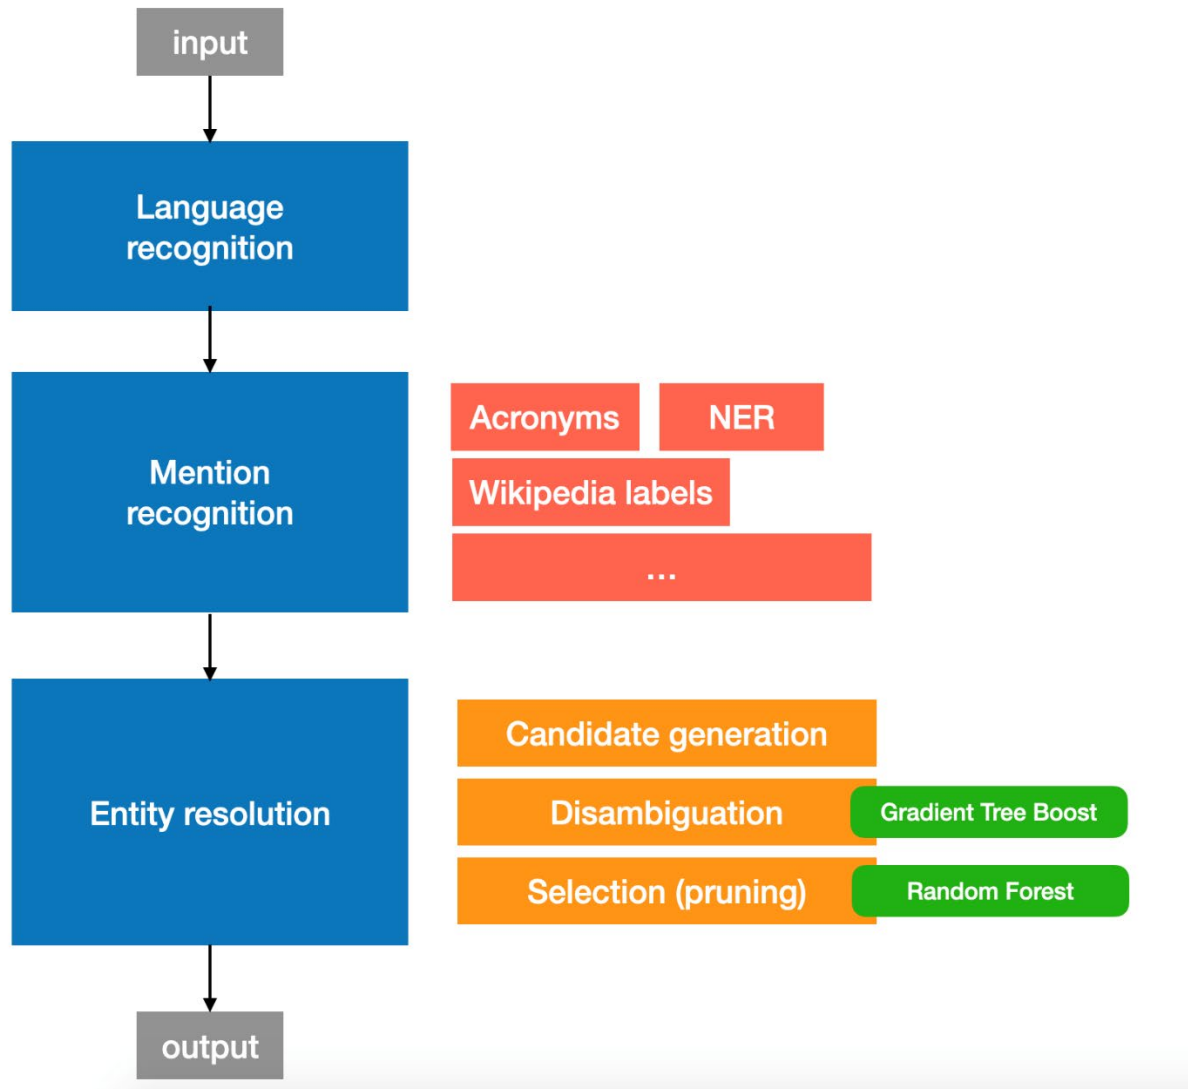 input
Language
recognition
Mention
recognition
Acronyms
NER
Wikipedia labels
...
Entity resolution
Candidate generation
Disambiguation
Gradient Tree Boost
Selection (pruning)
Random Forest
output